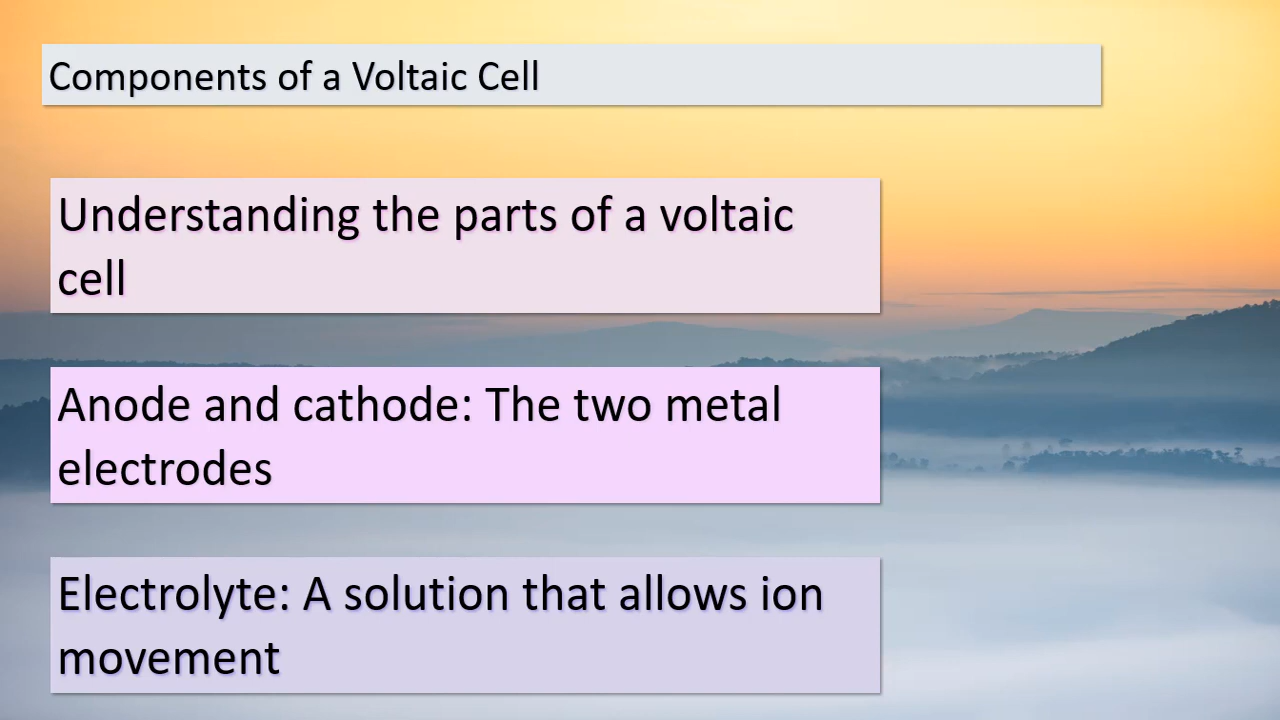 Components of a Voltaic Cell
Understanding the parts of a voltaic
cell
Anode and cathode: The two metal
electrodes
Electrolyte: A solution that allows ion
movement